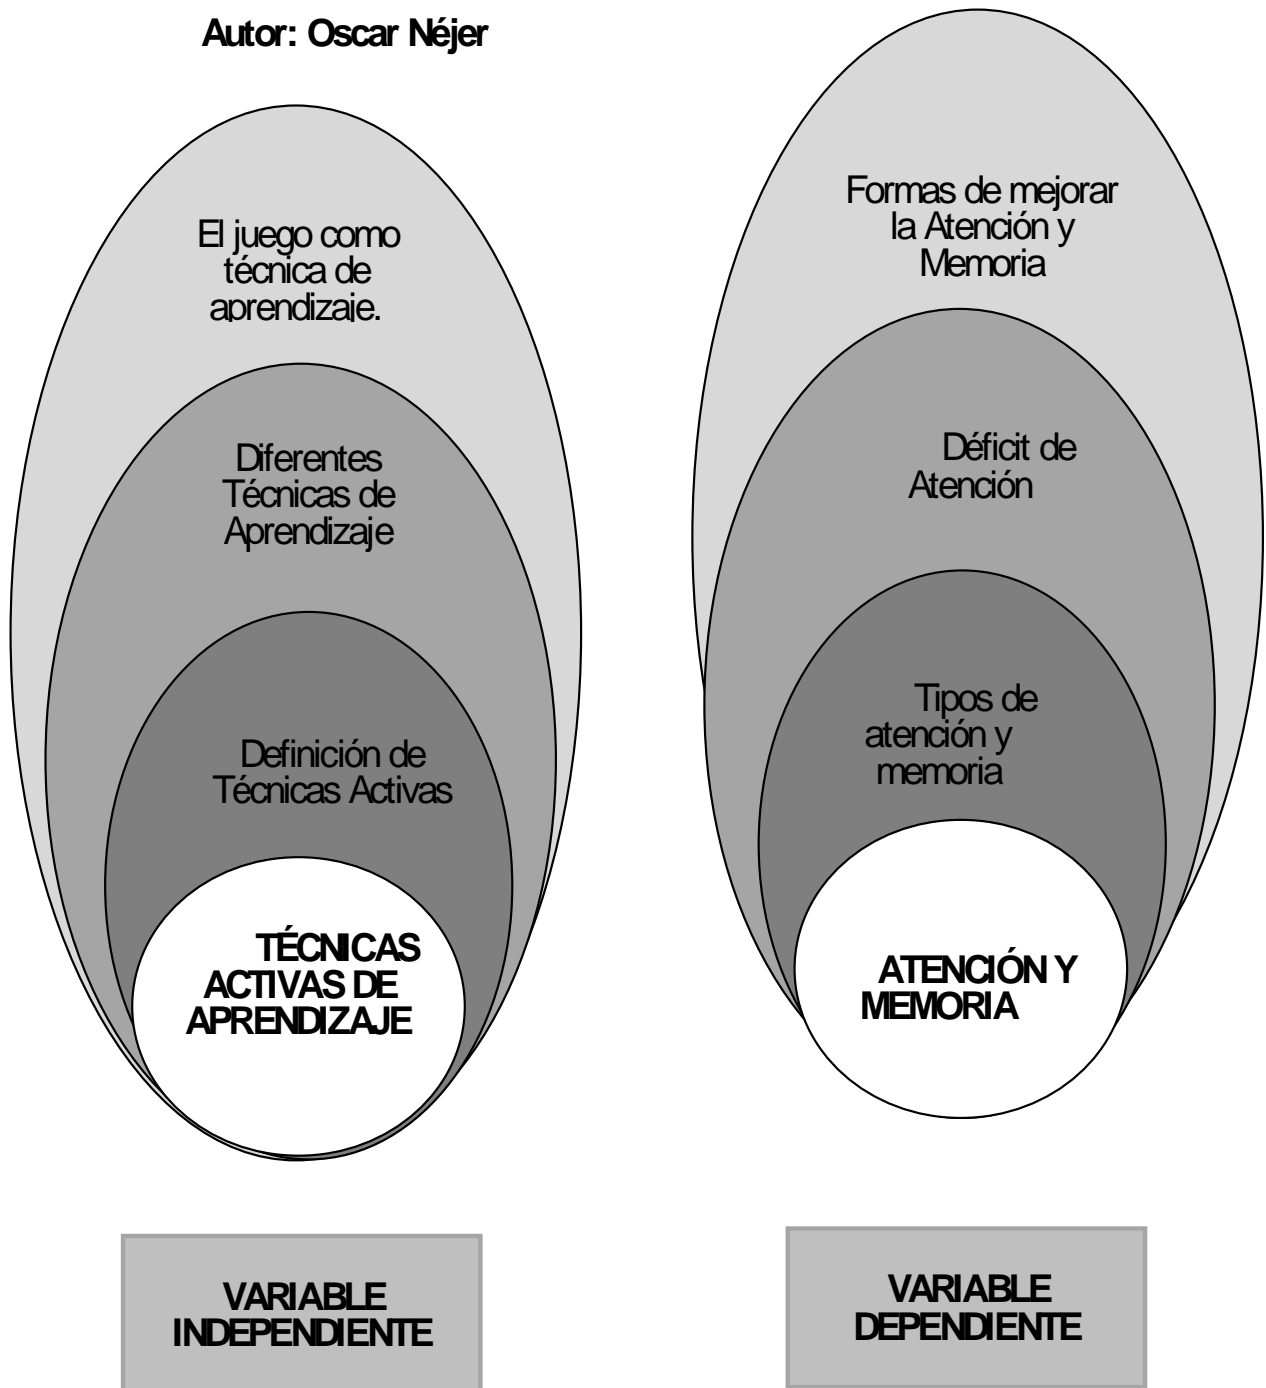 Autor: Oscar Néjer
El juego como
técnica de
aprendizaje.
Diferentes
Técnicas de
Aprendizaje
Definición de
Técnicas Activas
TÉCNICAS
ACTIVAS DE
APRENDIZAJE
VARIABLE
INDEPENDIENTE
Formas de mejorar
la Atención y
Memoria
Déficit de
Atención
Tipos de
atención y
memoria
ATENCIÓN Y
MEMORIA
VARIABLE
DEPENDIENTE